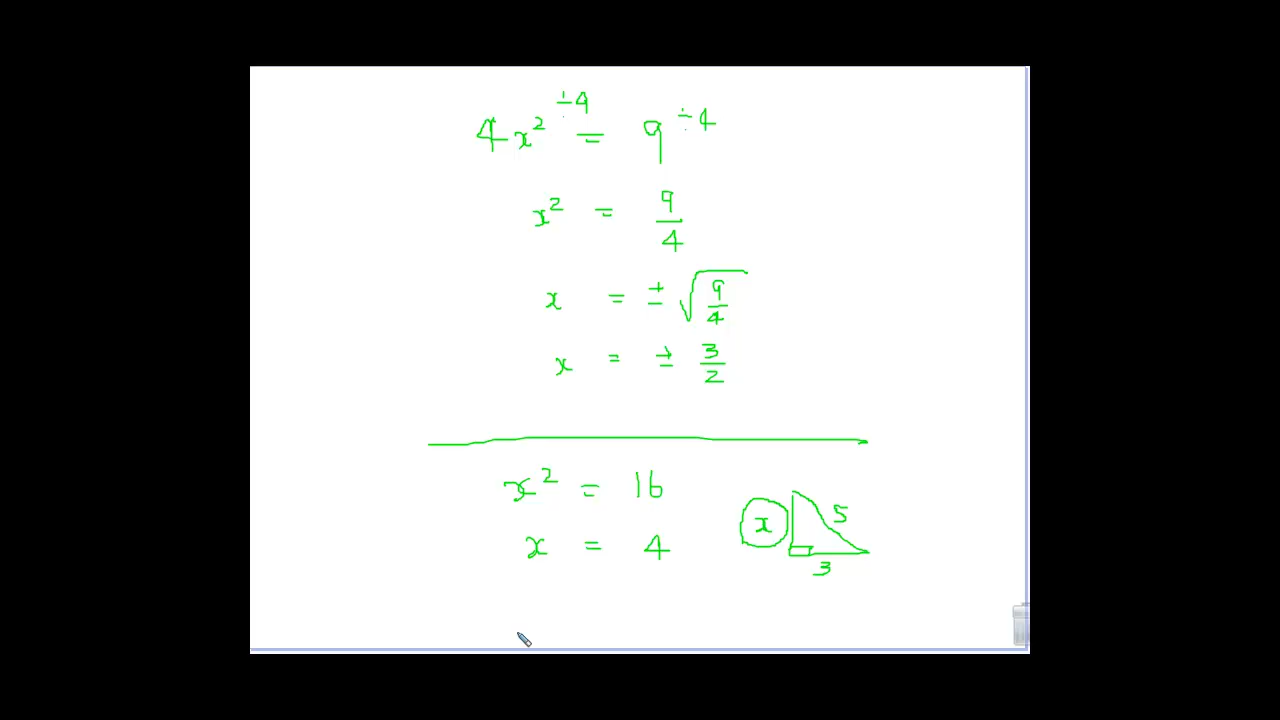 4x² ÷4 = 9 ÷4
x² = 9/4
x = ± √(9/4)
x = ± 3/2
x² = 16
x = 4
x
5
3